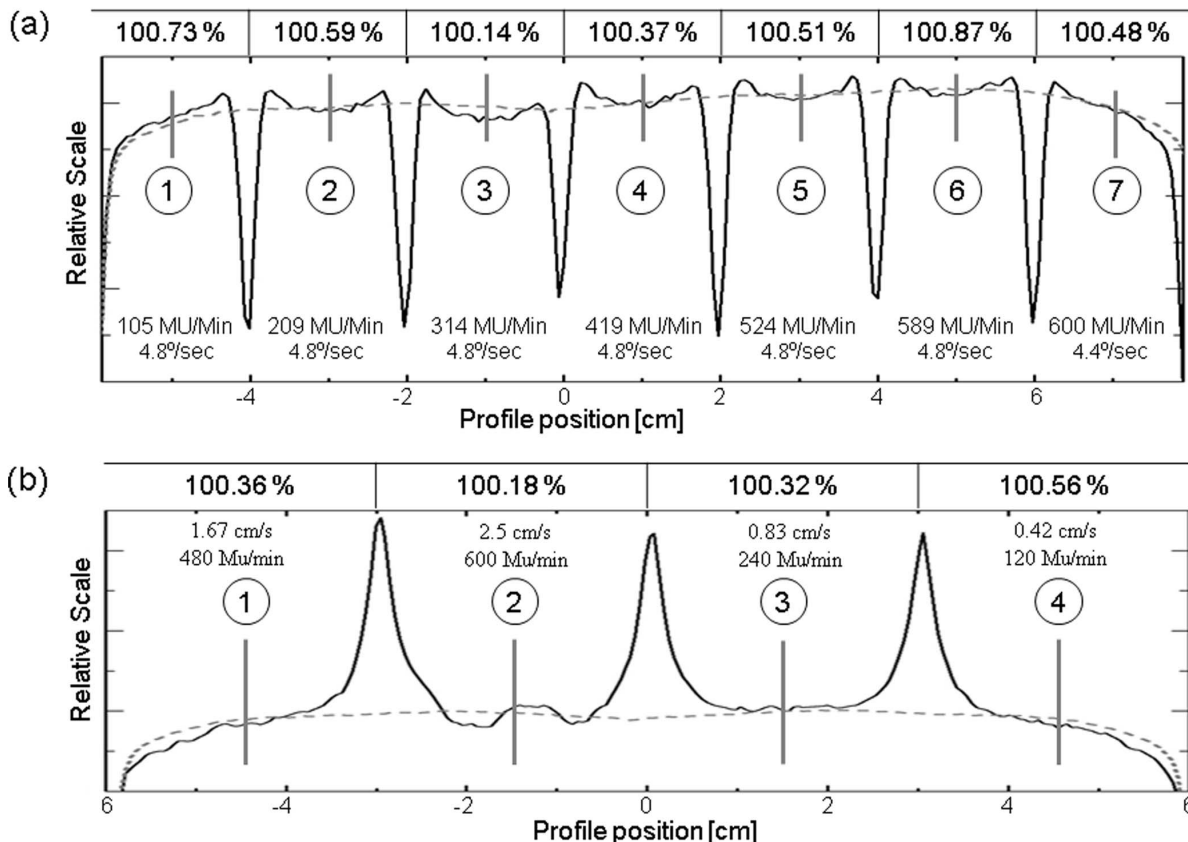 (a)
100.73 % 100.59 % 100.14 % 100.37 % 100.51 % 100.87 % 100.48 %
Relative Scale
1 2 3 4 5 6 7
105 MU/Min 209 MU/Min 314 MU/Min 419 MU/Min 524 MU/Min 589 MU/Min 600 MU/Min
4.8º/sec 4.8º/sec 4.8º/sec 4.8º/sec 4.8º/sec 4.8º/sec 4.4º/sec
-4 -2 0 2 4 6
Profile position [cm]
(b)
100.36 % 100.18 % 100.32 % 100.56 %
1.67 cm/s 2.5 cm/s 0.83 cm/s 0.42 cm/s
480 Mu/min 600 Mu/min 240 Mu/min 120 Mu/min
Relative Scale
1 2 3 4
6 -4 -2 0 2 4 6
Profile position [cm]